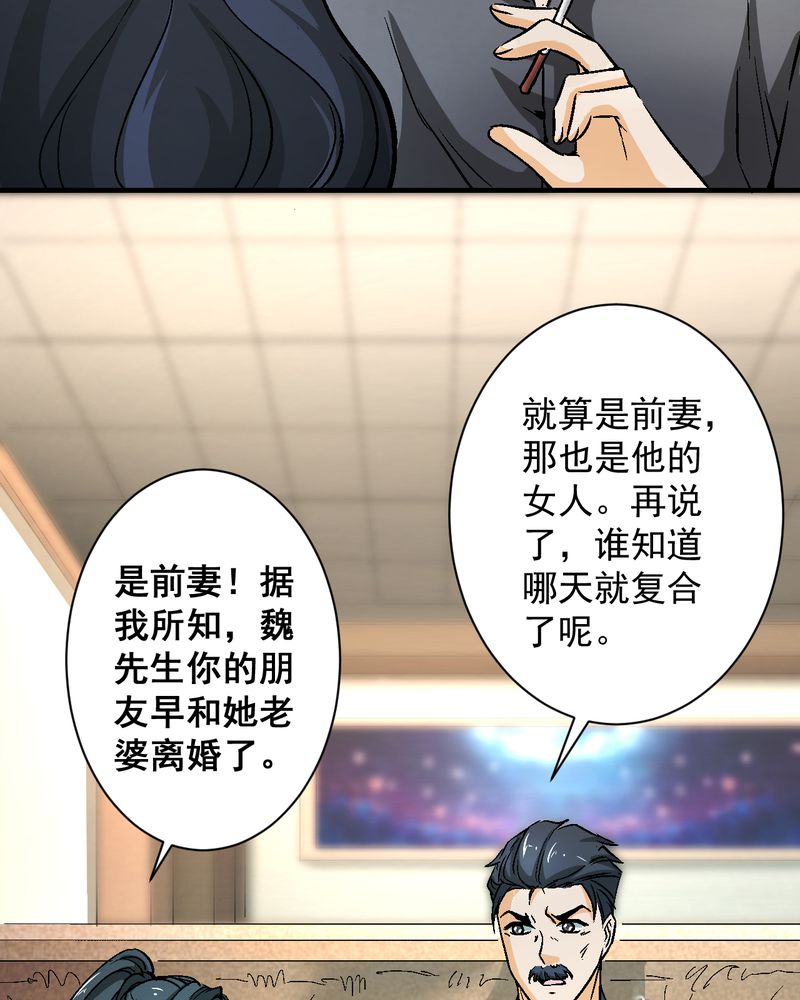 是前妻！据
我所知，魏
先生你的朋
友早和她老
婆离婚了。
就算是前妻，
那也是他的
女人。再说
了，谁知道
哪天就复合
了呢。